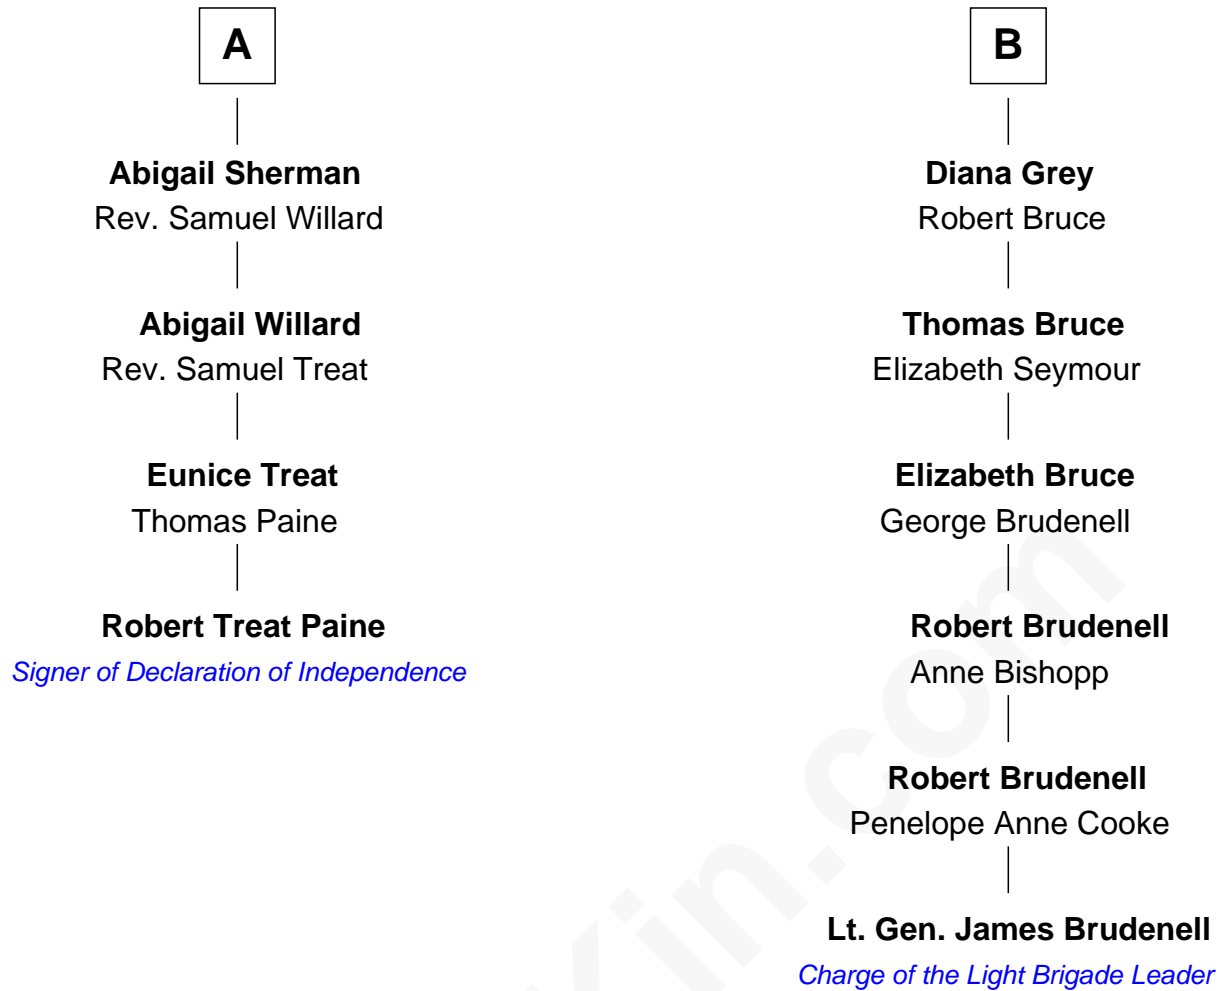 A
Abigail Sherman
Rev. Samuel Willard
Abigail Willard
Rev. Samuel Treat
Eunice Treat
Thomas Paine
Robert Treat Paine
Signer of Declaration of Independence
B
Diana Grey
Robert Bruce
Thomas Bruce
Elizabeth Seymour
Elizabeth Bruce
George Brudenell
Robert Brudenell
Anne Bishopp
Robert Brudenell
Penelope Anne Cooke
Lt. Gen. James Brudenell
Charge of the Light Brigade Leader
Kin.com